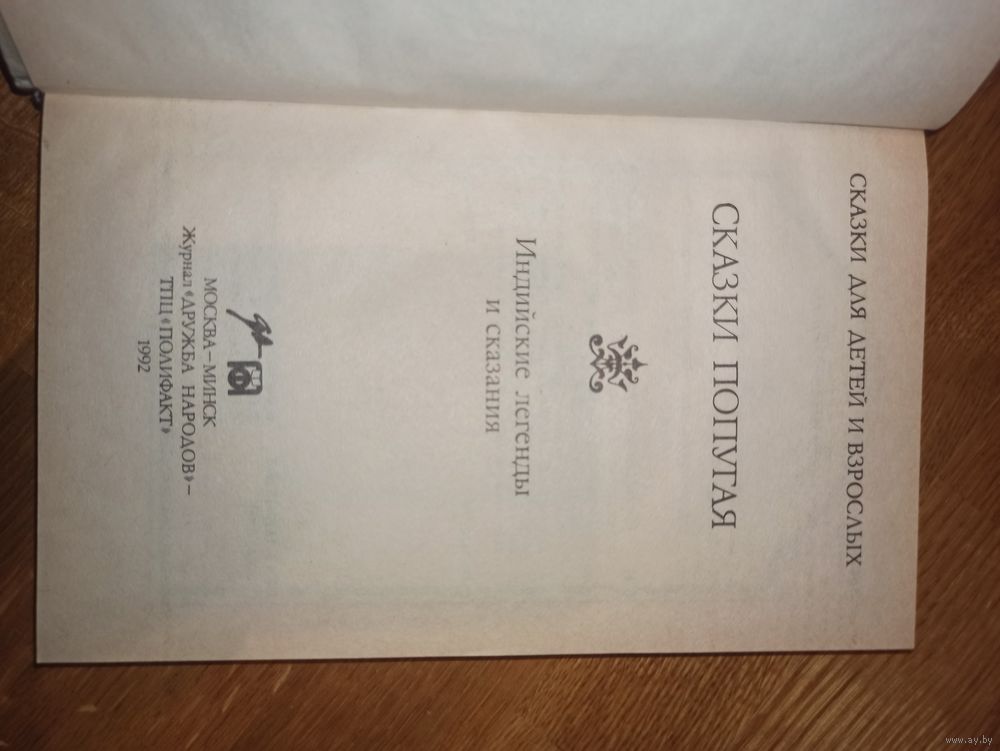 СКАЗКИ ДЛЯ ДЕТЕЙ И ВЗРОСЛЫХ
СКАЗКИ ПОПУГАЯ
Индийские легенды
и сказания
МОСКВА — МИНСК
Журнал «ДРУЖБА НАРОДОВ» —
ТПЦ «ПОЛИФАКТ»
1992
www.ay.by